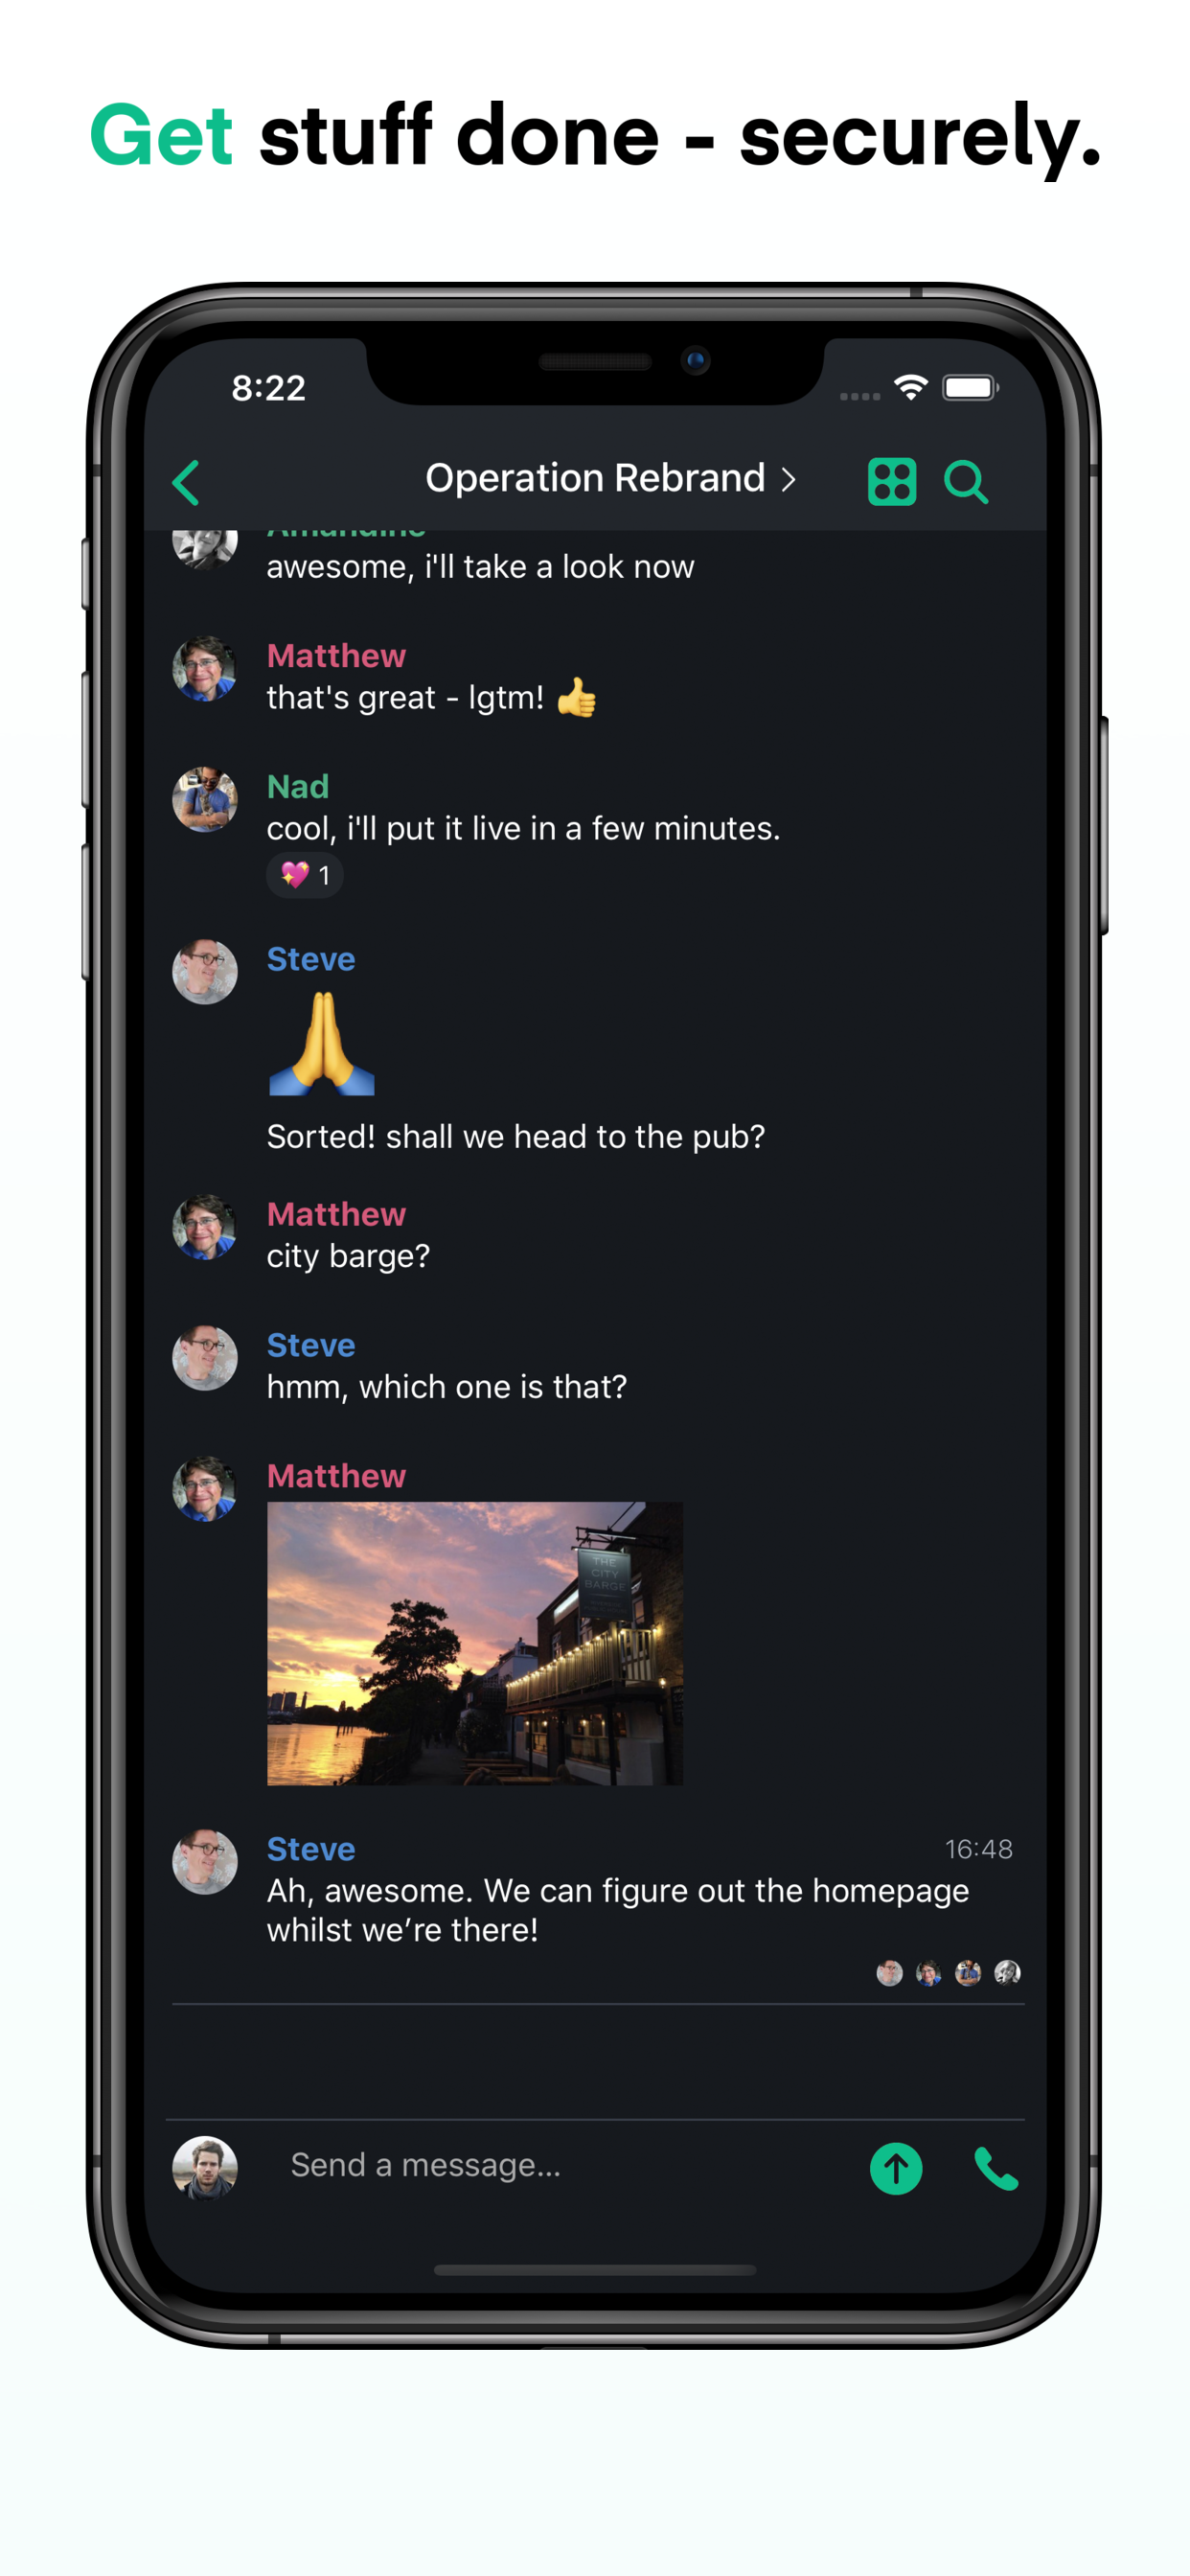 Get stuff done - securely.
8:22
Operation Rebrand
Amandine
awesome, i'll take a look now
Matthew
that's great - lgtm! 👍
Nad
cool, i'll put it live in a few minutes.
💖 1
Steve
🙏
Sorted! shall we head to the pub?
Matthew
city barge?
Steve
hmm, which one is that?
Matthew
THE
CITY
BARGE
Steve
16:48
Ah, awesome. We can figure out the homepage
whilst we’re there!
Send a message...